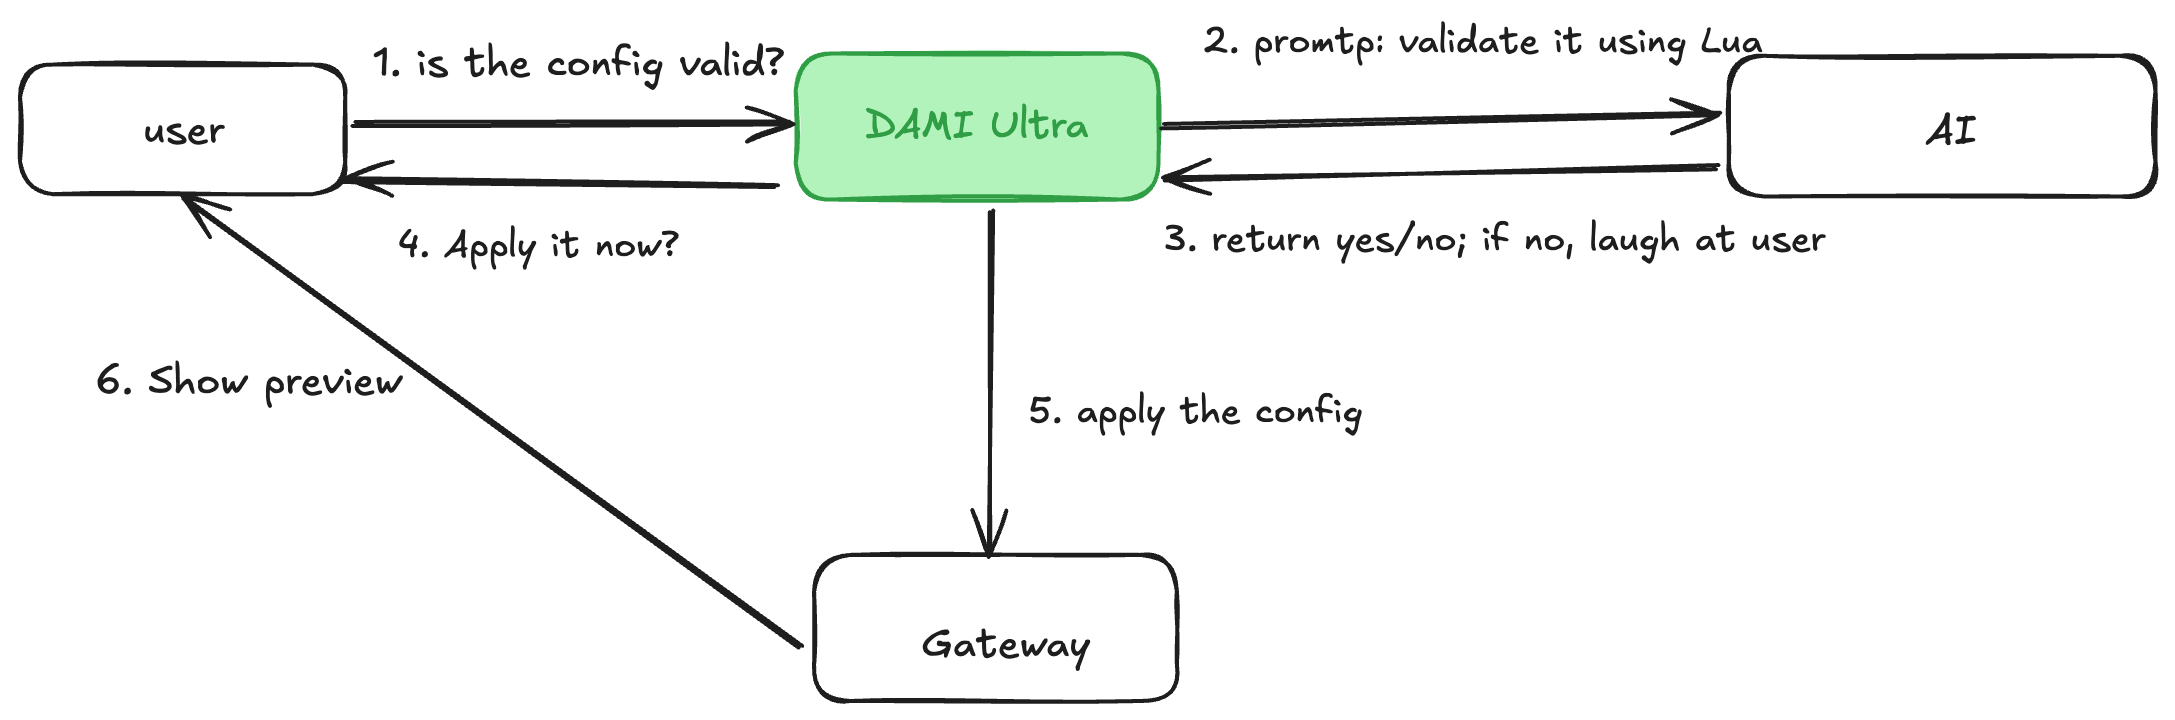 1. is the config valid?
2. promtp: validate it using Lua
user
DAMI Ultra
AI
4. Apply it now?
3. return yes/no; if no, laugh at user
6. Show preview
5. apply the config
Gateway